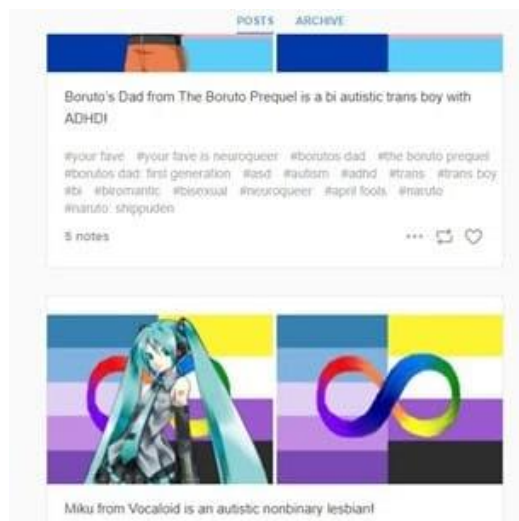 POSTS ARCHIVE
Boruto's Dad from The Boruto Prequel is a bi autistic trans boy with
ADHD!
#your fave #your fave is neuroqueer #borutos dad #the boruto prequel
#borutos dad: first generation #asd #autism #adhd #trans #trans boy
#bi #biromantic #bisexual #neuroqueer #april fools #naruto
#naruto: shippuden
5 notes
Miku from Vocaloid is an autistic nonbinary lesbian!